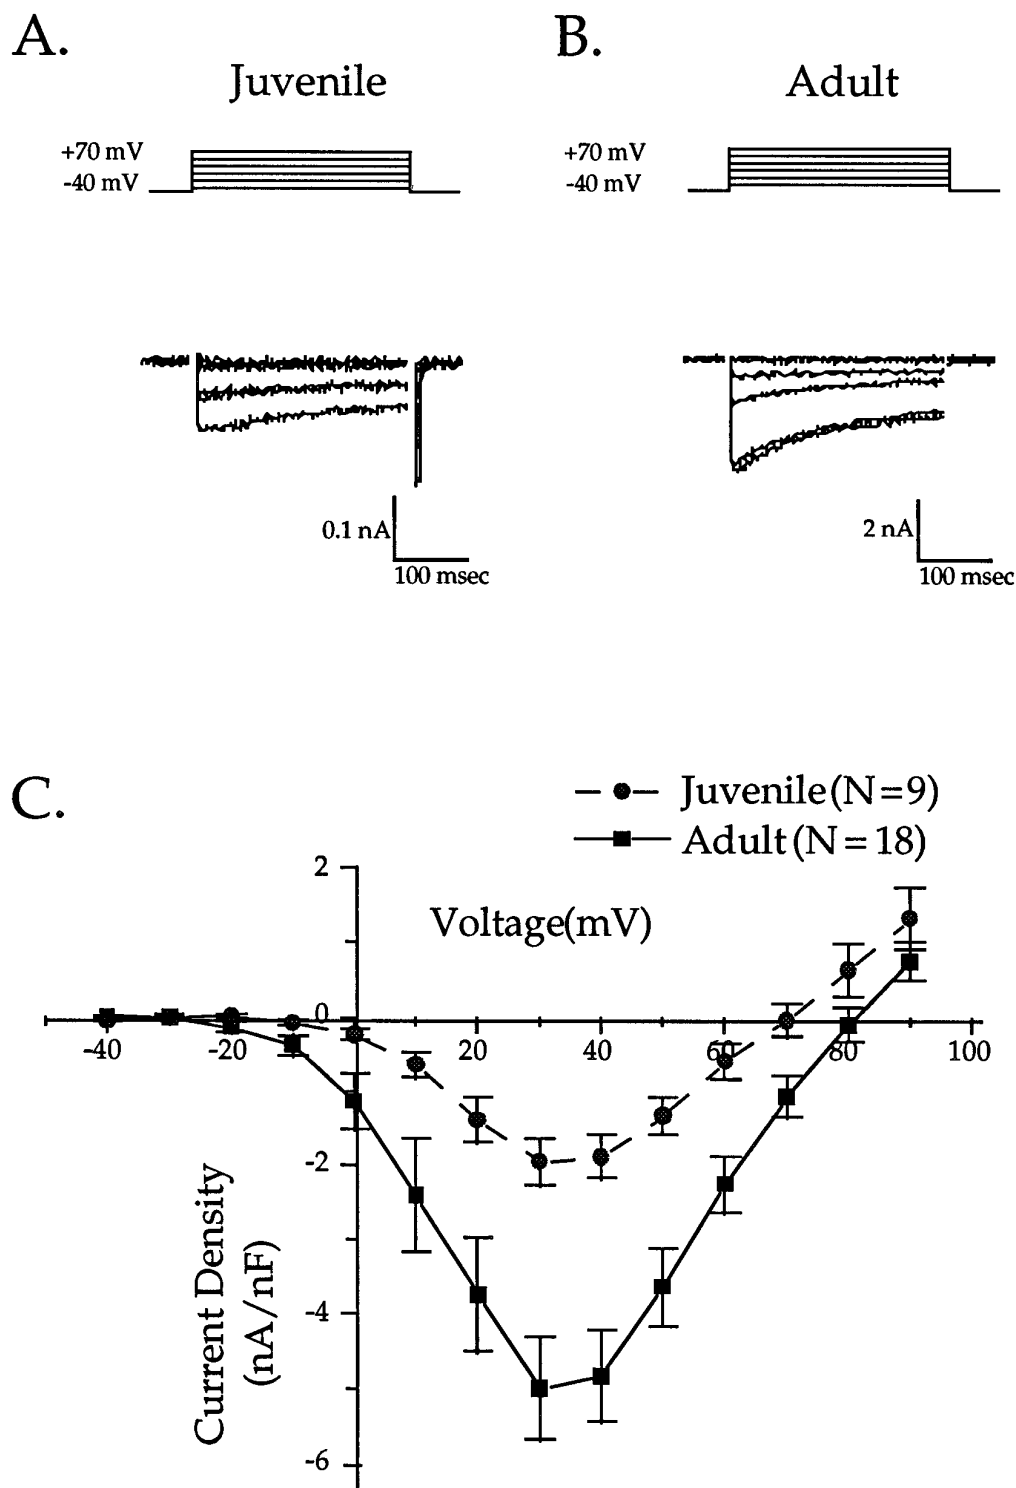 A.
Juvenile
+70 mV
-40 mV
0.1 nA
100 msec
B.
Adult
+70 mV
-40 mV
2 nA
100 msec
C.
Juvenile(N=9)
Adult(N=18)
Voltage(mV)
2
0
-2
-4
-6
-40
-20
20
40
60
80
100
Current Density
(nA/nF)